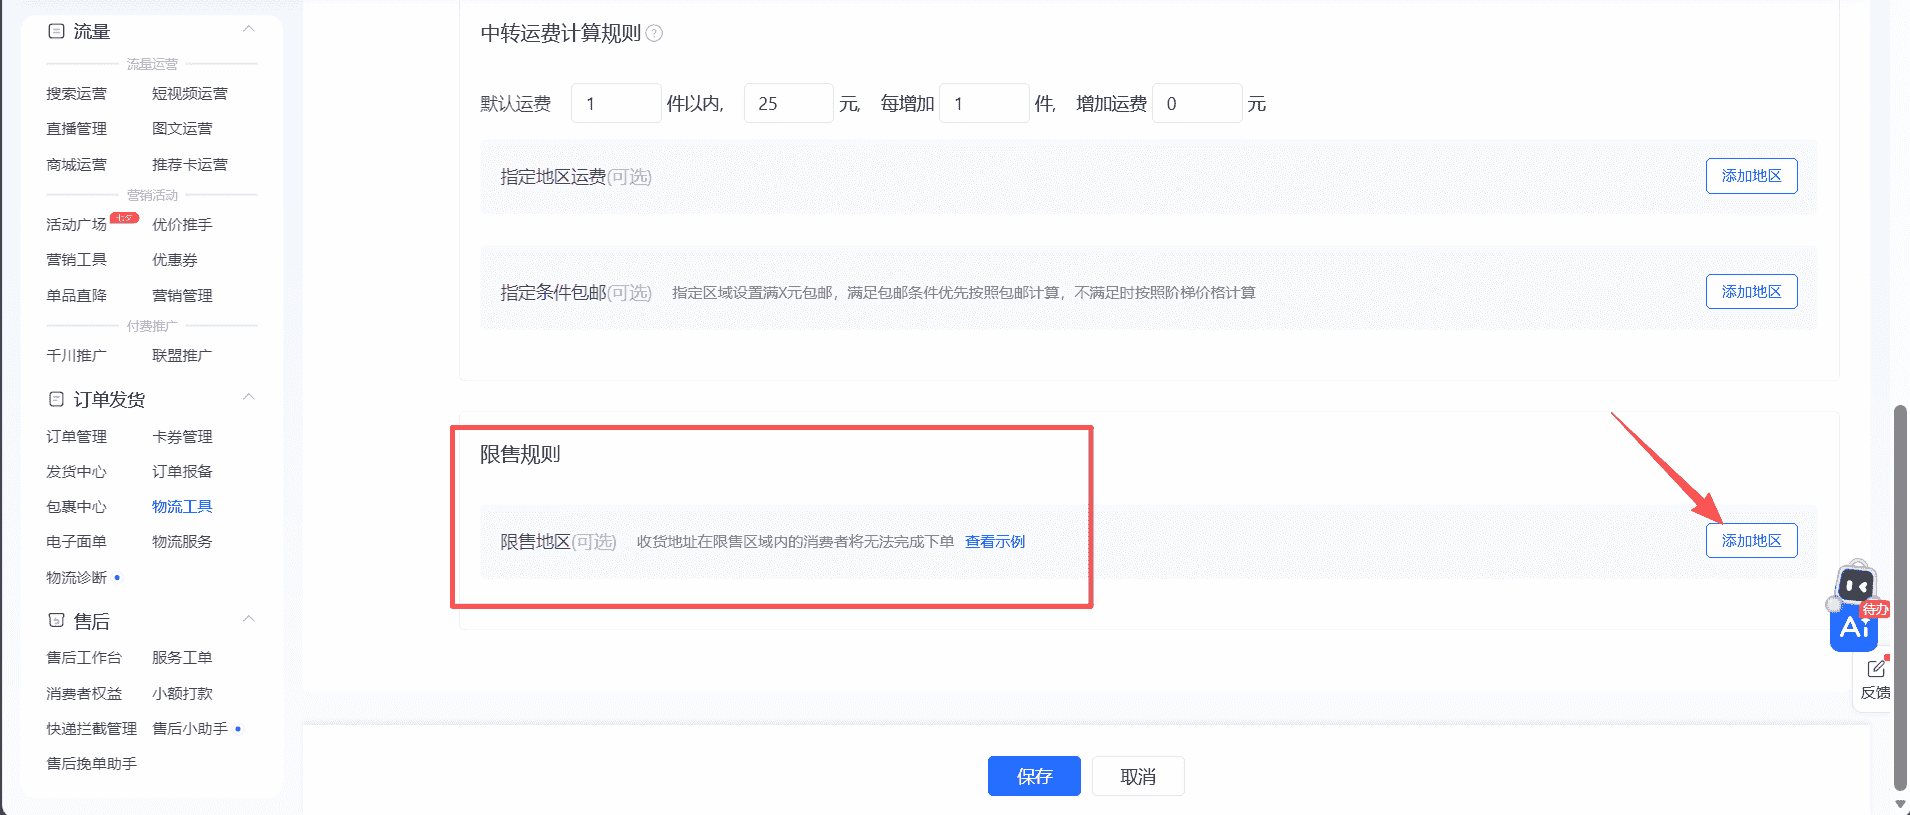 流量
流量运营
搜索运营 短视频运营
直播管理 图文运营
商城运营 推荐卡运营
营销活动
活动广场 七夕 优价推手
营销工具 优惠券
单品直降 营销管理
付费推广
千川推广 联盟推广
订单发货
订单管理 卡券管理
发货中心 订单报备
包裹中心 物流工具
电子面单 物流服务
物流诊断
售后
售后工作台 服务工单
消费者权益 小额打款
快递拦截管理 售后小助手
售后挽单助手
中转运费计算规则
默认运费 1 件以内, 25 元, 每增加 1 件, 增加运费 0 元
指定地区运费(可选) 添加地区
指定条件包邮(可选) 指定区域设置满X元包邮，满足包邮条件优先按照包邮计算，不满足时按照阶梯价格计算 添加地区
限售规则
限售地区(可选) 收货地址在限售区域内的消费者将无法完成下单 查看示例 添加地区
待办
Ai
反馈
保存 取消